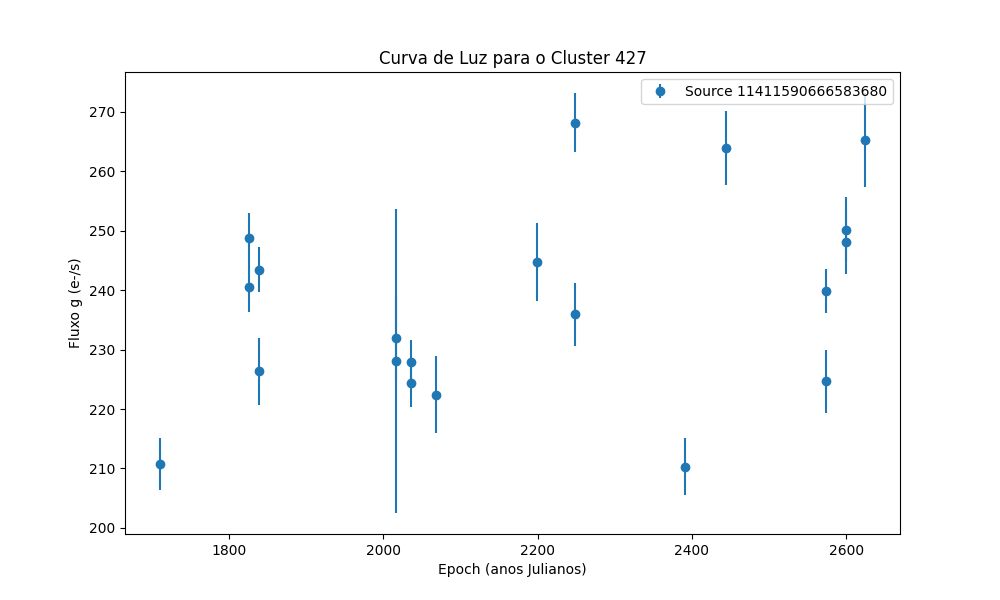 Curva de Luz para o Cluster 427
Source 11411590666583680
270
260
250
240
230
220
210
200
Fluxo g (e-/s)
1800 2000 2200 2400 2600
Epoch (anos Julianos)